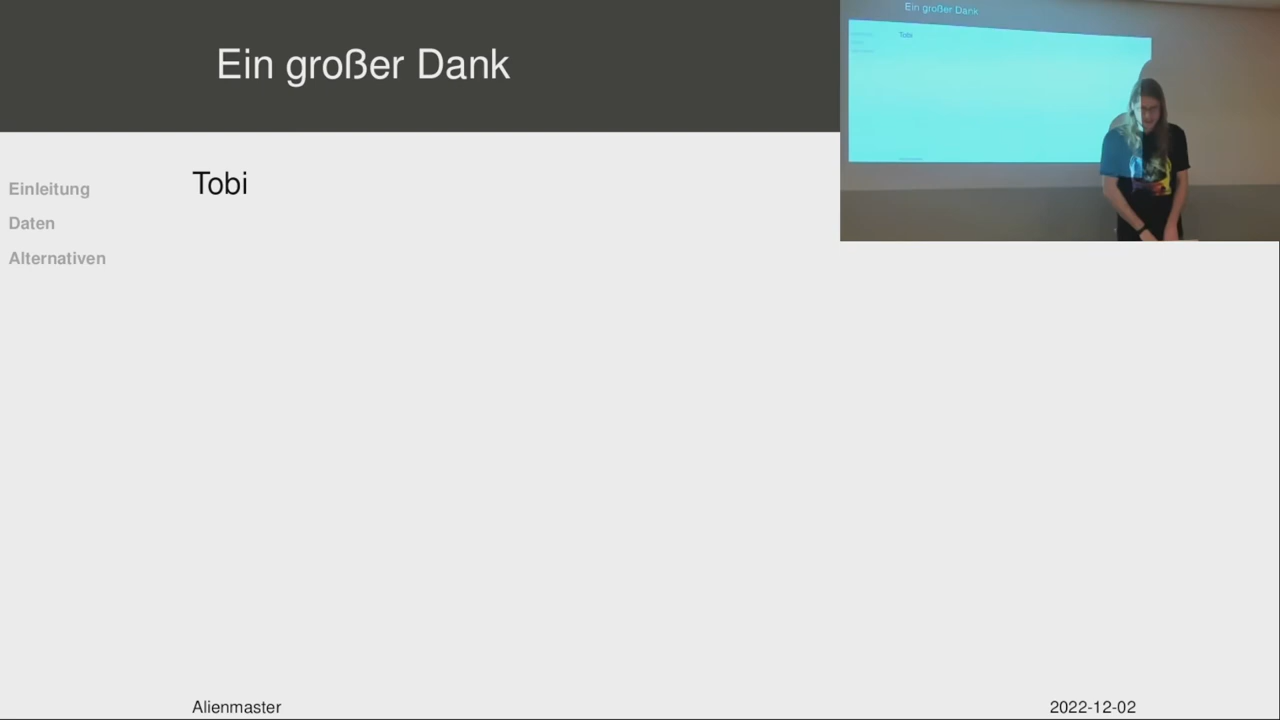 Ein großer Dank
Einleitung
Daten
Alternativen
Tobi
Alienmaster
2022-12-02
Ein großer Dank
Tobi